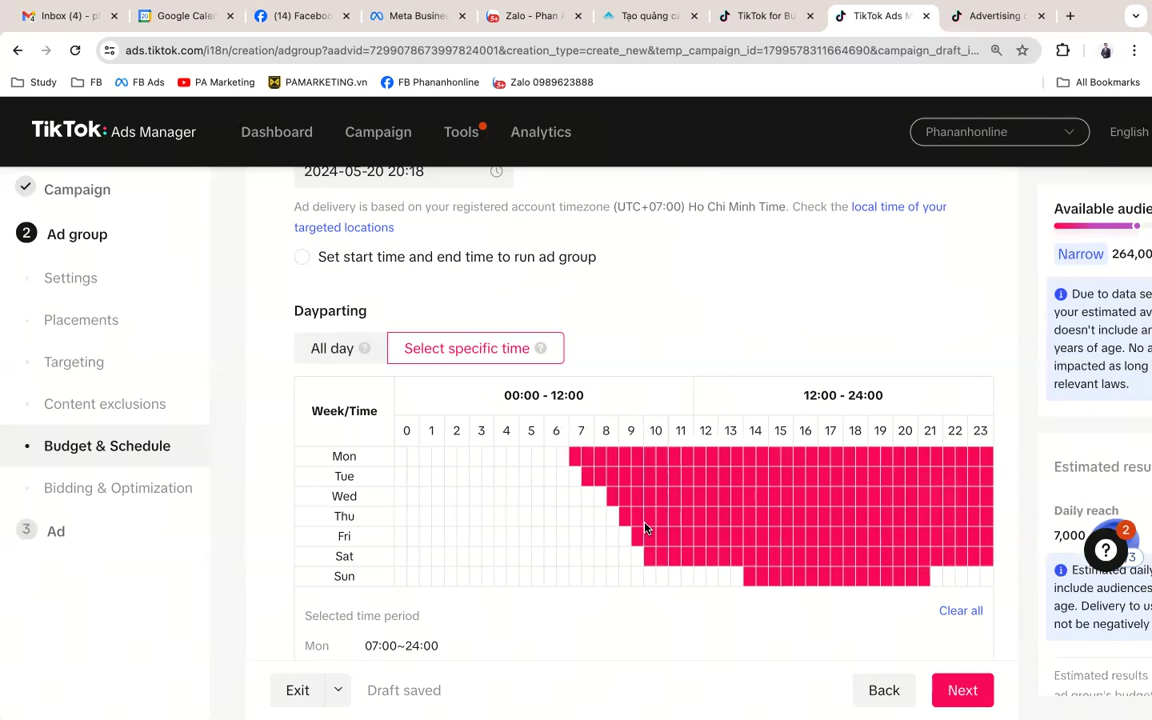 Inbox (4) - p
Google Cale
(14) Faceboo
Meta Busine
Zalo - Phan A
Tạo quảng cá
TikTok for Bu
TikTok Ads M
Advertising
ads.tiktok.com/i18n/creation/adgroup?aadvid=7299078673997824001&creation_type=create_new&temp_campaign_id=1799578311664690&campaign_draft_i...
Study
FB
FB Ads
PA Marketing
PAMARKETING.vn
FB Phananhonline
Zalo 0989623888
All Bookmarks
TikTok: Ads Manager
Dashboard
Campaign
Tools
Analytics
Phananhonline
English
Campaign
2 Ad group
Settings
Placements
Targeting
Content exclusions
Budget & Schedule
Bidding & Optimization
3 Ad
2024-05-20 20:18
Ad delivery is based on your registered account timezone (UTC+07:00) Ho Chi Minh Time. Check the local time of your
targeted locations
Set start time and end time to run ad group
Dayparting
All day ?
Select specific time ?
Week/Time
00:00 - 12:00
12:00 - 24:00
0 1 2 3 4 5 6 7 8 9 10 11 12 13 14 15 16 17 18 19 20 21 22 23
Mon
Tue
Wed
Thu
Fri
Sat
Sun
Selected time period
Clear all
Mon 07:00~24:00
Exit
Draft saved
Back
Next
Available audie
Narrow 264,00
Due to data se
your estimated av
doesn't include an
years of age. No a
impacted as long
relevant laws.
Estimated resu
Daily reach
7,000
2
?
3
Estimated daily
include audiences
age. Delivery to us
not be negatively
Estimated results
ad group's budget